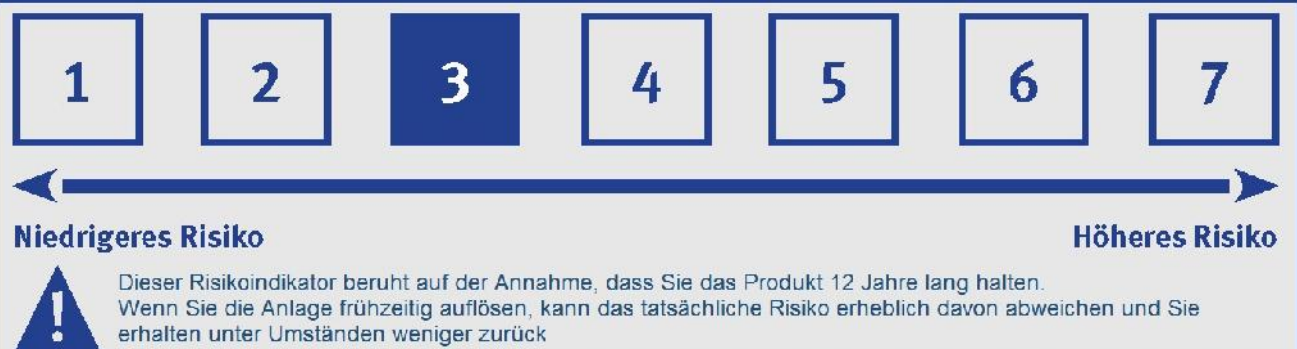 1 2 3 4 5 6 7
Niedrigeres Risiko Höheres Risiko
!
Dieser Risikoindikator beruht auf der Annahme, dass Sie das Produkt 12 Jahre lang halten.
Wenn Sie die Anlage frühzeitig auflösen, kann das tatsächliche Risiko erheblich davon abweichen und Sie
erhalten unter Umständen weniger zurück